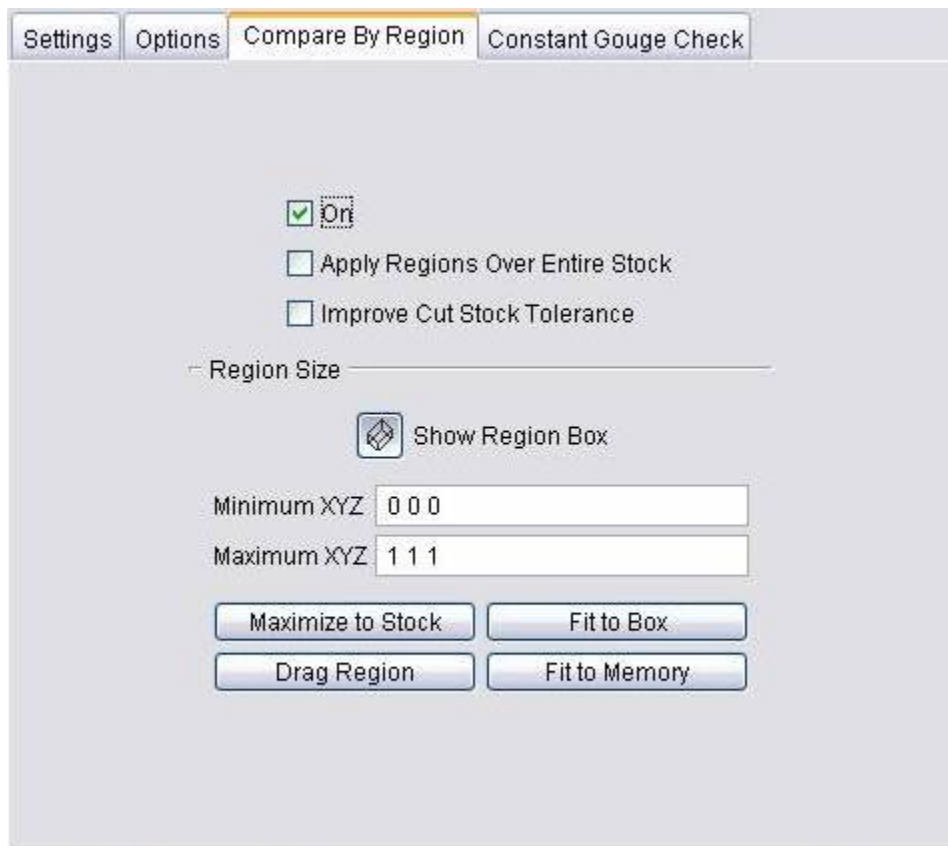 Settings Options Compare By Region Constant Gouge Check
On
Apply Regions Over Entire Stock
Improve Cut Stock Tolerance
Region Size
Show Region Box
Minimum XYZ 0 0 0
Maximum XYZ 1 1 1
Maximize to Stock Fit to Box
Drag Region Fit to Memory